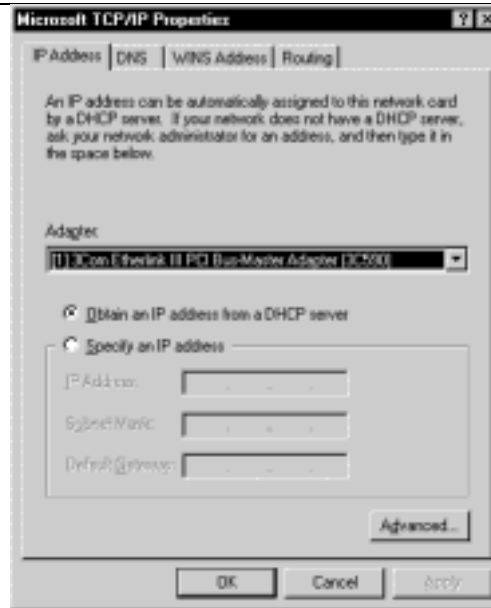 Microsoft TCP/IP Properties
IP Address DNS WINS Address Routing
An IP address can be automatically assigned to this network card
by a DHCP server. If your network does not have a DHCP server,
ask your network administrator for an address, and then type it in
the space below.
Adapter:
[1] 3Com Etherlink III PCI Bus-Master Adapter (3C590)
Obtain an IP address from a DHCP server
Specify an IP address
IP Address:
Subnet Mask:
Default Gateway:
Advanced...
OK Cancel Apply